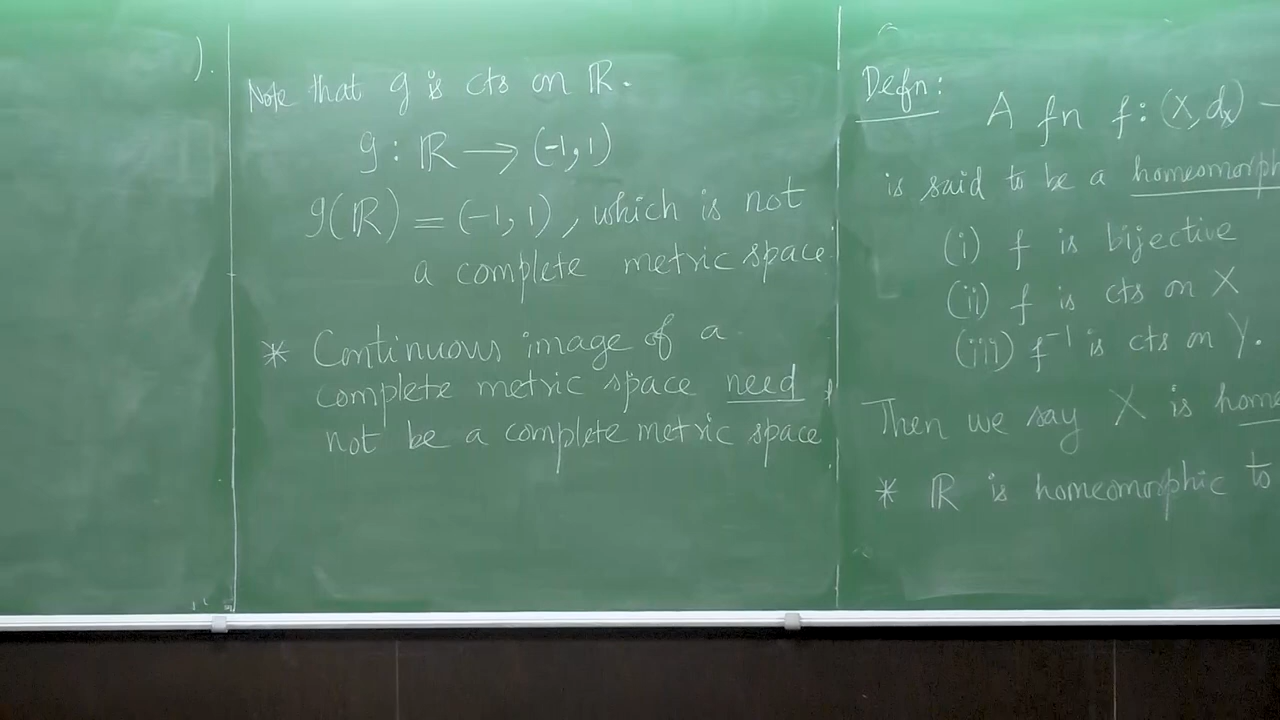 ).
Note that g is cts on ℝ.
g : ℝ → (-1, 1)
g(ℝ) = (-1, 1), which is not
a complete metric space.
* Continuous image of a
complete metric space need
not be a complete metric space
Defn:
A fn f: (X, dₓ) →
is said to be a homeomorph
(i) f is bijective
(ii) f is cts on X
(iii) f⁻¹ is cts on Y.
Then we say X is home
* ℝ is homeomorphic to